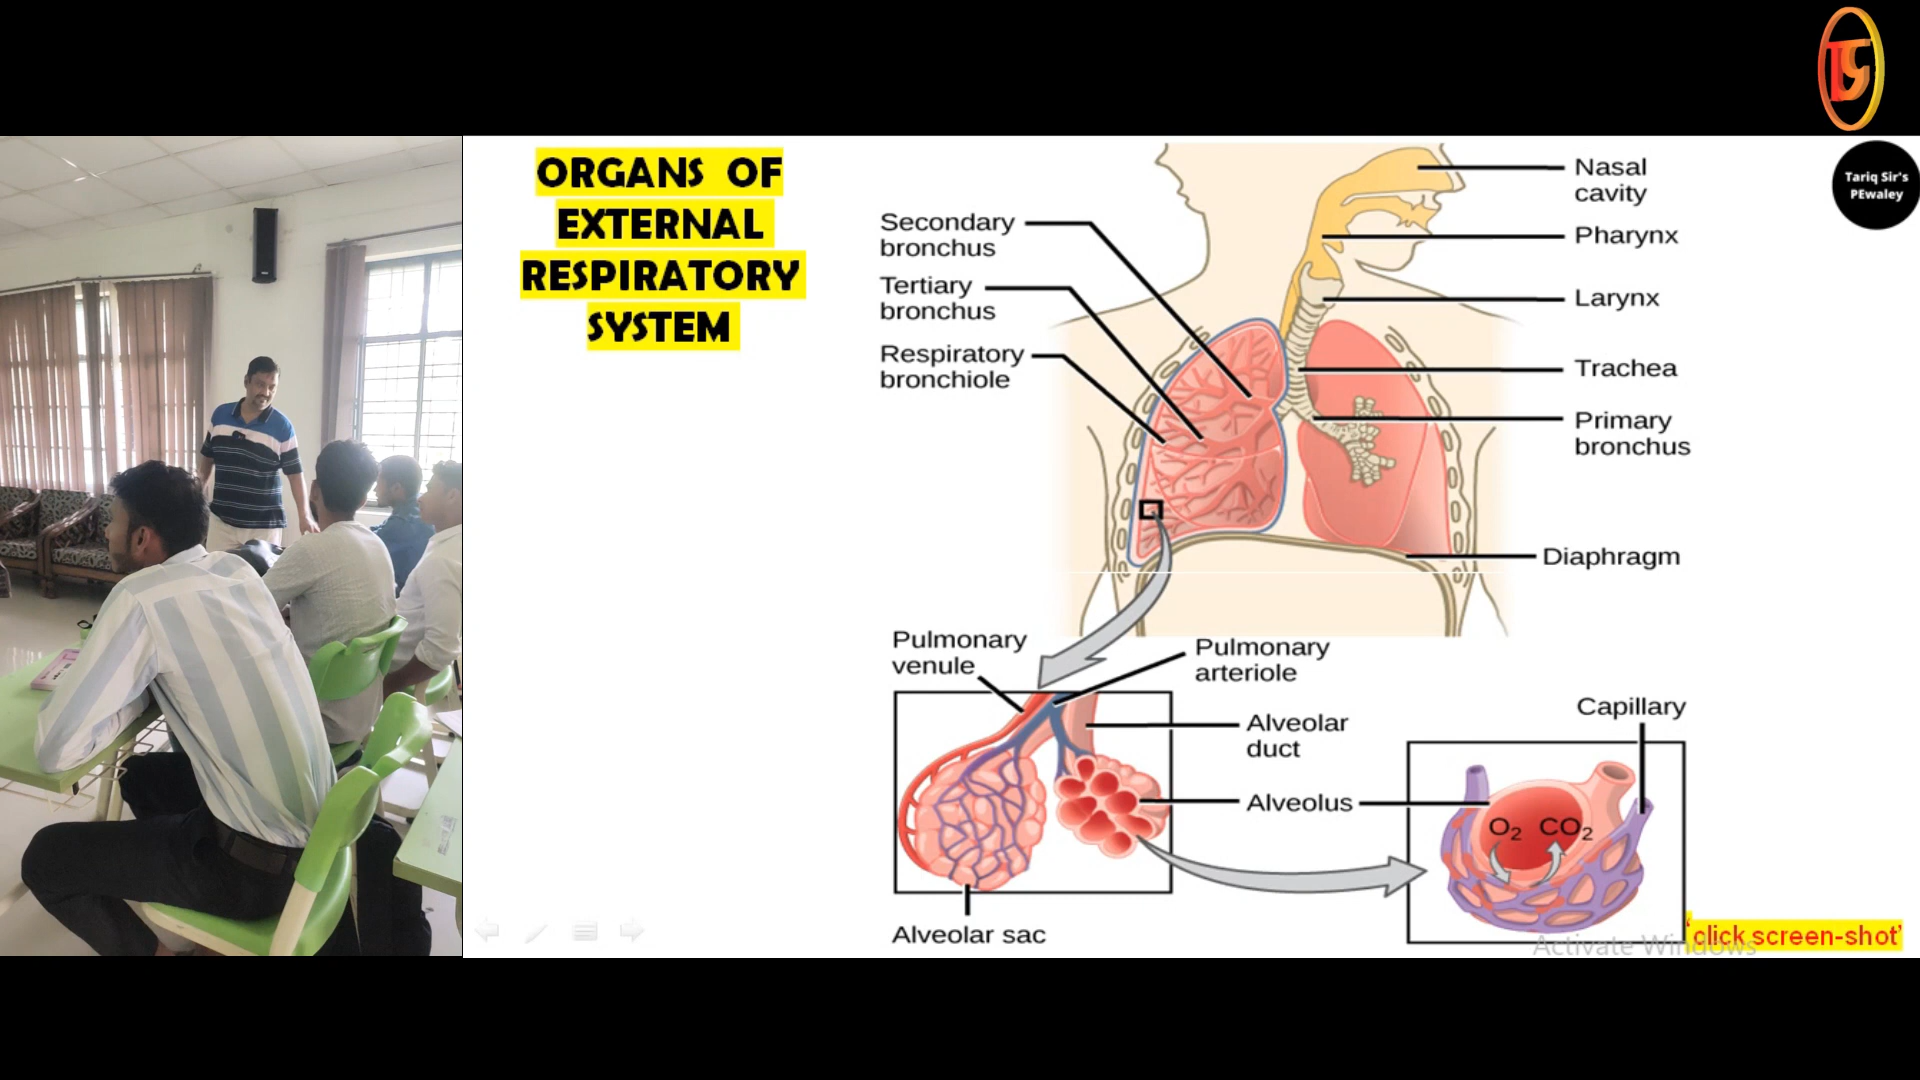 Tariq Sir's
PEwaley
ORGANS OF
EXTERNAL
RESPIRATORY
SYSTEM
Nasal
cavity
Pharynx
Larynx
Trachea
Primary
bronchus
Diaphragm
Secondary
bronchus
Tertiary
bronchus
Respiratory
bronchiole
Pulmonary
venule
Pulmonary
arteriole
Alveolar
duct
Alveolus
Alveolar sac
Capillary
O₂ CO₂
'click screen-shot'
Activate Windows